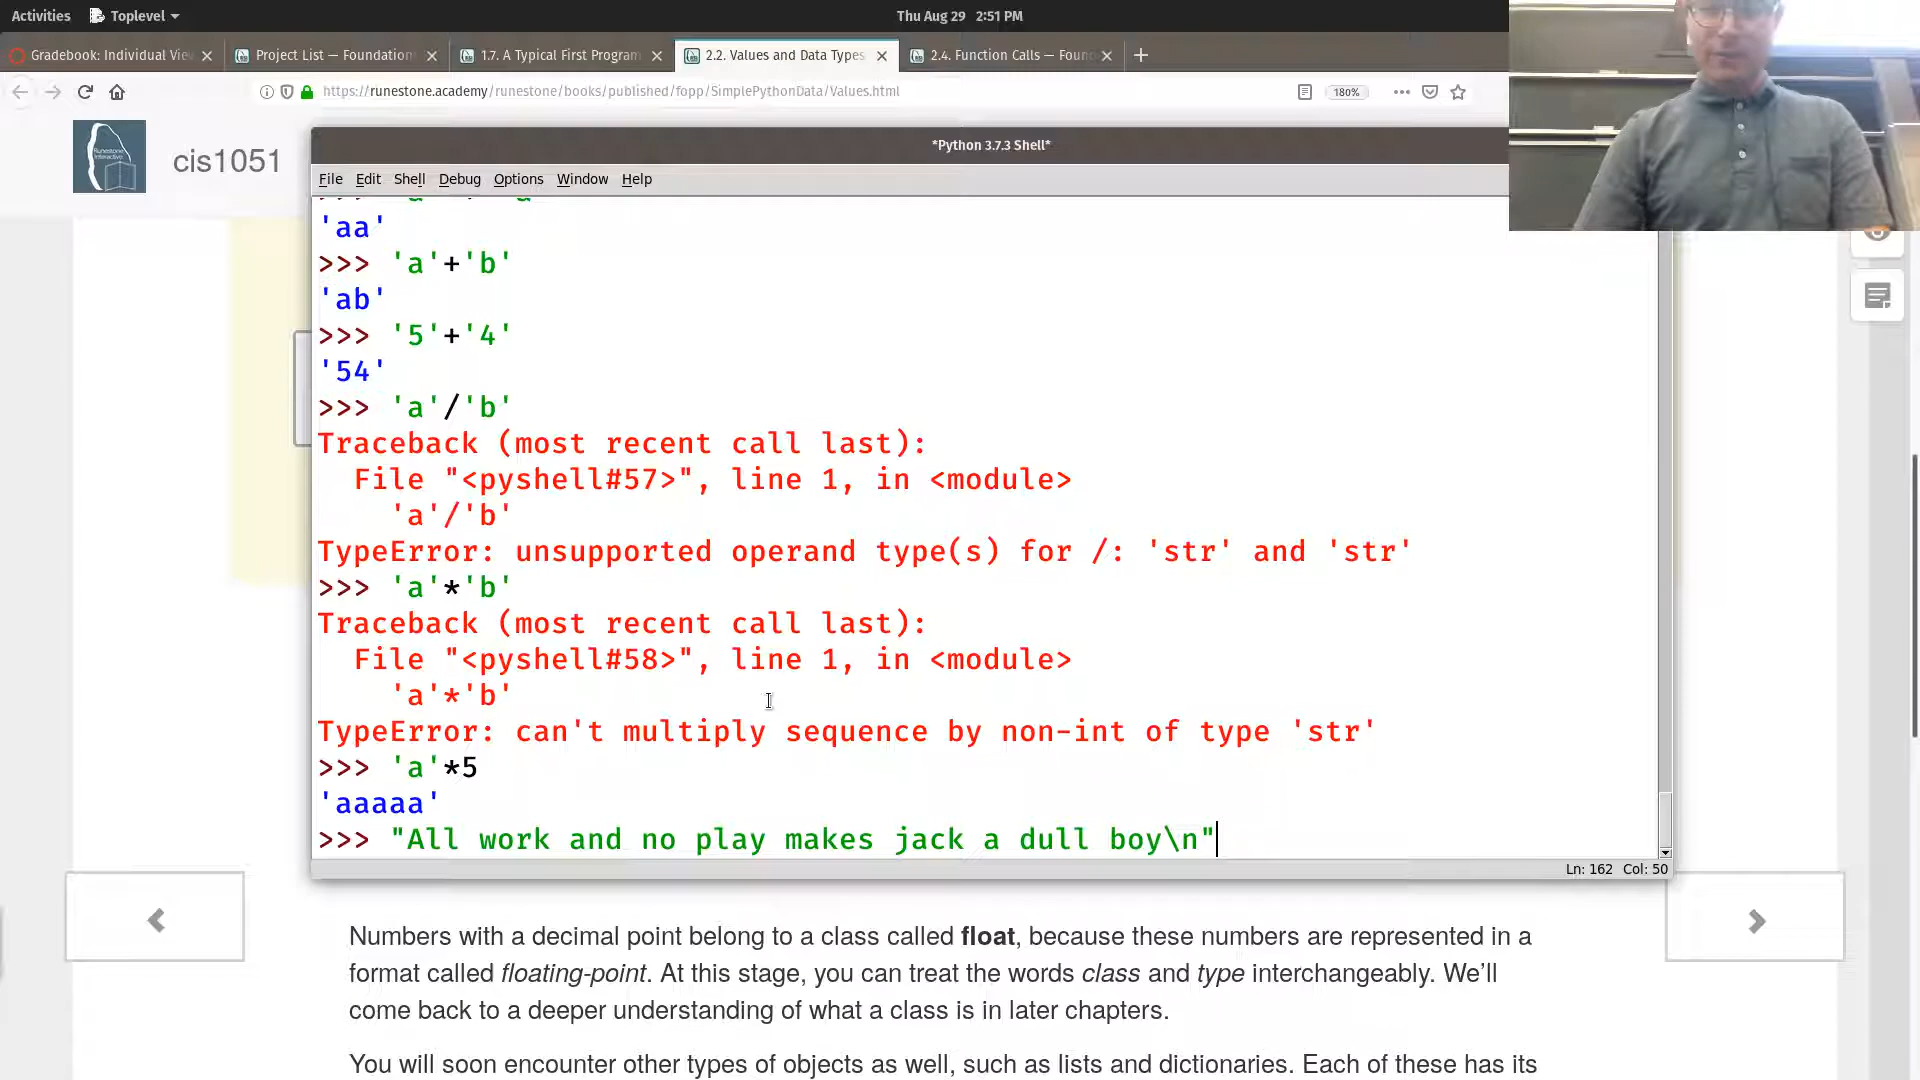 Activities
Toplevel
Thu Aug 29 2:51 PM
Gradebook: Individual Vie
Project List — Foundation
1.7. A Typical First Program
2.2. Values and Data Types
2.4. Function Calls — Foun
https://runestone.academy/runestone/books/published/fopp/SimplePythonData/Values.html
180%
Runestone
Interactive
cis1051
*Python 3.7.3 Shell*
File Edit Shell Debug Options Window Help
'aa'
>>> 'a'+'b'
'ab'
>>> '5'+'4'
'54'
>>> 'a'/'b'
Traceback (most recent call last):
File "<pyshell#57>", line 1, in <module>
'a'/'b'
TypeError: unsupported operand type(s) for /: 'str' and 'str'
>>> 'a'*'b'
Traceback (most recent call last):
File "<pyshell#58>", line 1, in <module>
'a'*'b'
TypeError: can't multiply sequence by non-int of type 'str'
>>> 'a'*5
'aaaaa'
>>> "All work and no play makes jack a dull boy\n"
Ln: 162 Col: 50
Numbers with a decimal point belong to a class called float, because these numbers are represented in a
format called floating-point. At this stage, you can treat the words class and type interchangeably. We'll
come back to a deeper understanding of what a class is in later chapters.
You will soon encounter other types of objects as well, such as lists and dictionaries. Each of these has its